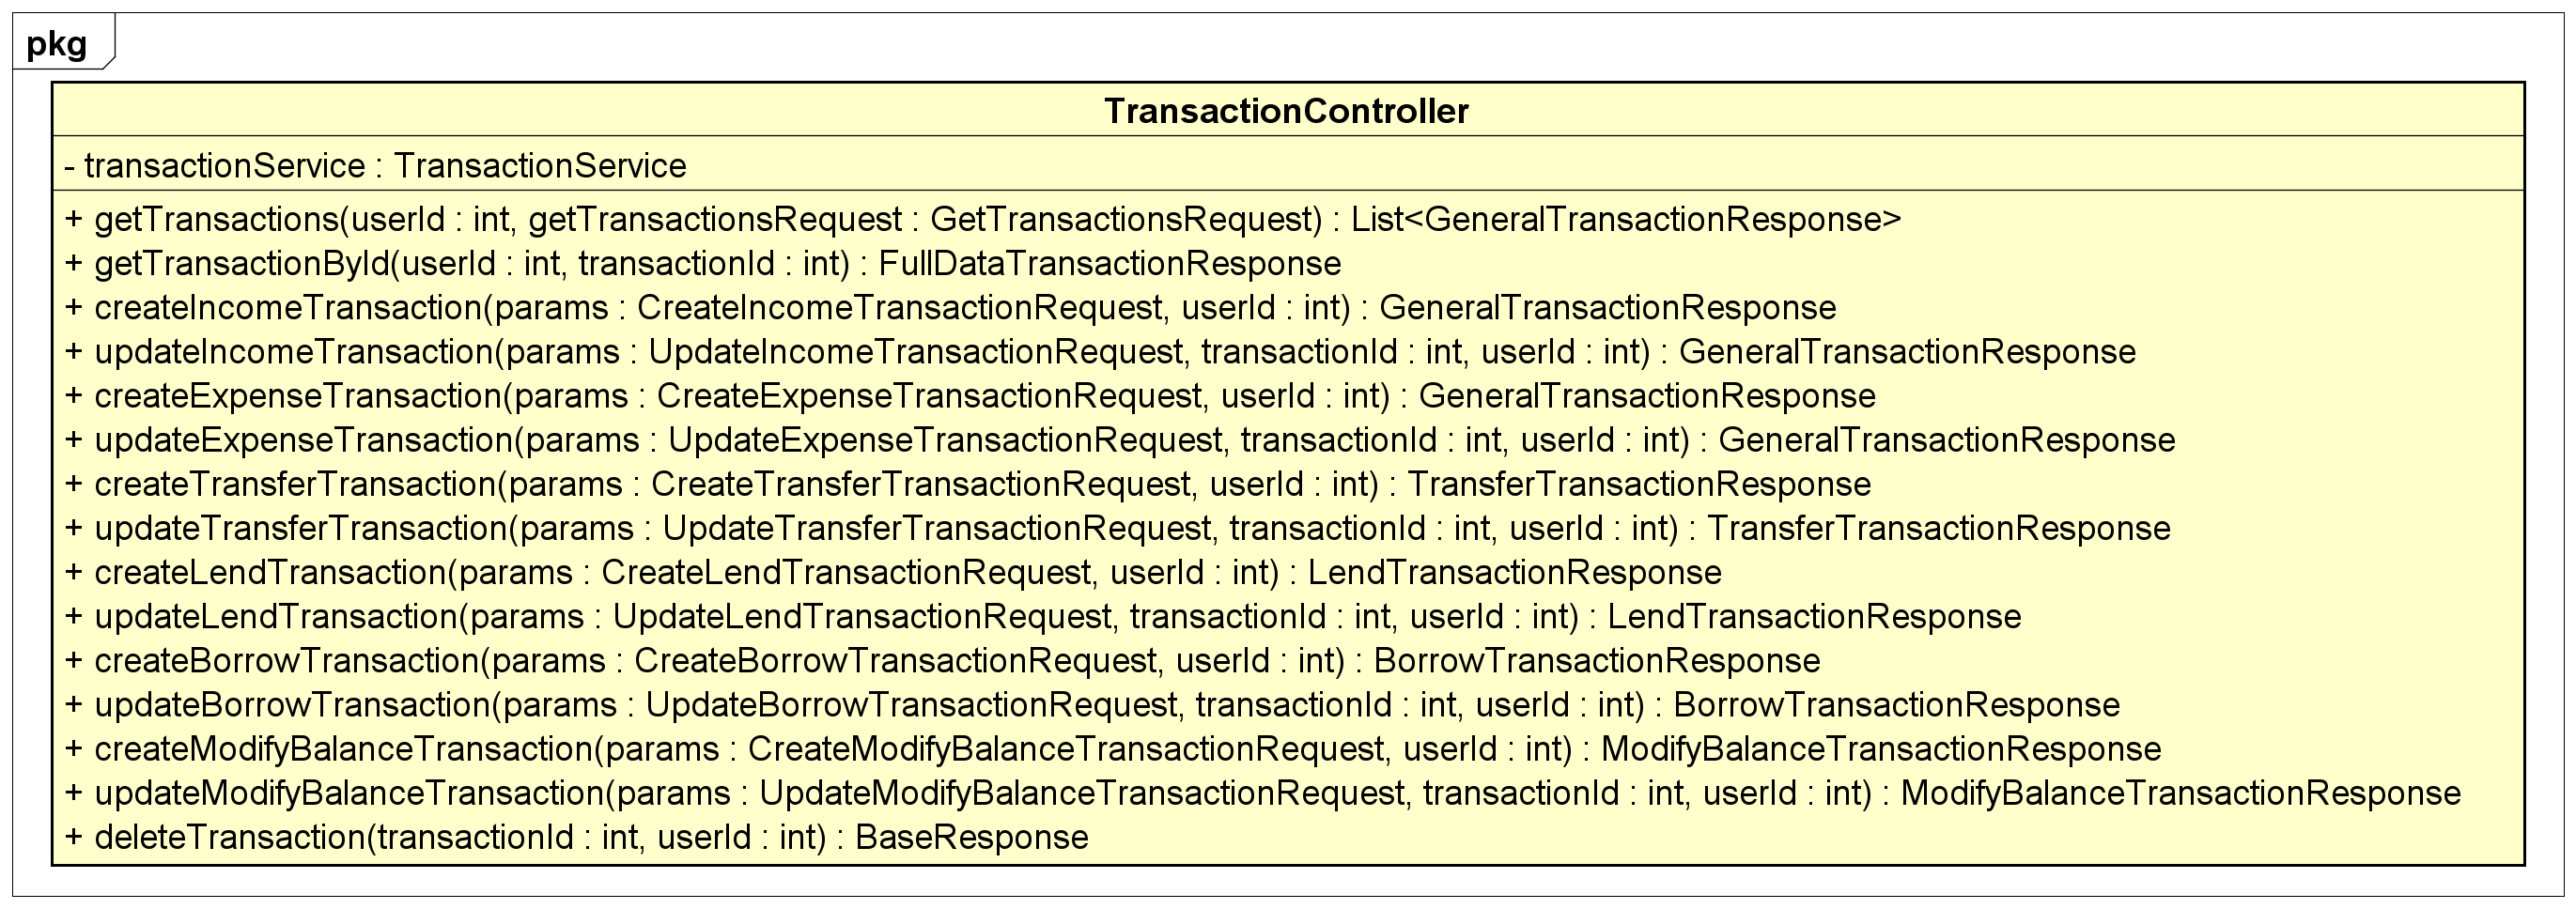 pkg
TransactionController
- transactionService : TransactionService
+ getTransactions(userId : int, getTransactionsRequest : GetTransactionsRequest) : List<GeneralTransactionResponse>
+ getTransactionById(userId : int, transactionId : int) : FullDataTransactionResponse
+ createIncomeTransaction(params : CreateIncomeTransactionRequest, userId : int) : GeneralTransactionResponse
+ updateIncomeTransaction(params : UpdateIncomeTransactionRequest, transactionId : int, userId : int) : GeneralTransactionResponse
+ createExpenseTransaction(params : CreateExpenseTransactionRequest, userId : int) : GeneralTransactionResponse
+ updateExpenseTransaction(params : UpdateExpenseTransactionRequest, transactionId : int, userId : int) : GeneralTransactionResponse
+ createTransferTransaction(params : CreateTransferTransactionRequest, userId : int) : TransferTransactionResponse
+ updateTransferTransaction(params : UpdateTransferTransactionRequest, transactionId : int, userId : int) : TransferTransactionResponse
+ createLendTransaction(params : CreateLendTransactionRequest, userId : int) : LendTransactionResponse
+ updateLendTransaction(params : UpdateLendTransactionRequest, transactionId : int, userId : int) : LendTransactionResponse
+ createBorrowTransaction(params : CreateBorrowTransactionRequest, userId : int) : BorrowTransactionResponse
+ updateBorrowTransaction(params : UpdateBorrowTransactionRequest, transactionId : int, userId : int) : BorrowTransactionResponse
+ createModifyBalanceTransaction(params : CreateModifyBalanceTransactionRequest, userId : int) : ModifyBalanceTransactionResponse
+ updateModifyBalanceTransaction(params : UpdateModifyBalanceTransactionRequest, transactionId : int, userId : int) : ModifyBalanceTransactionResponse
+ deleteTransaction(transactionId : int, userId : int) : BaseResponse